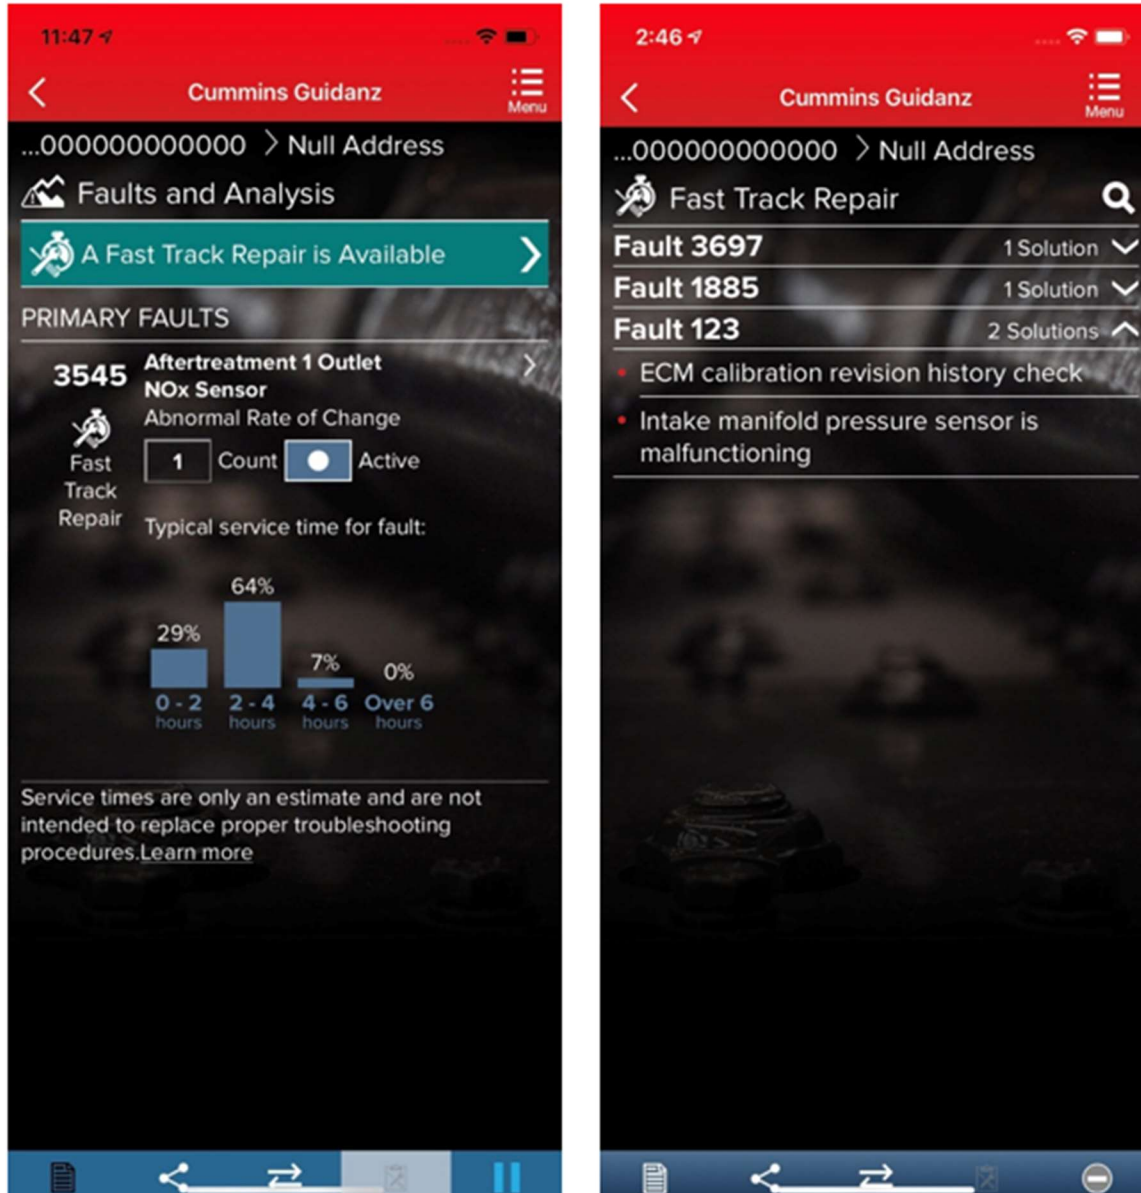 11:47
Cummins Guidanz
Menu
...000000000000 > Null Address
Faults and Analysis
A Fast Track Repair is Available
PRIMARY FAULTS
3545
Aftertreatment 1 Outlet
NOx Sensor
Abnormal Rate of Change
Fast
Track
Repair
1 Count Active
Typical service time for fault:
29%
64%
7%
0%
0 - 2
hours
2 - 4
hours
4 - 6
hours
Over 6
hours
Service times are only an estimate and are not
intended to replace proper troubleshooting
procedures.Learn more
2:46
Cummins Guidanz
Menu
...000000000000 > Null Address
Fast Track Repair
Fault 3697 1 Solution
Fault 1885 1 Solution
Fault 123 2 Solutions
• ECM calibration revision history check
• Intake manifold pressure sensor is
malfunctioning